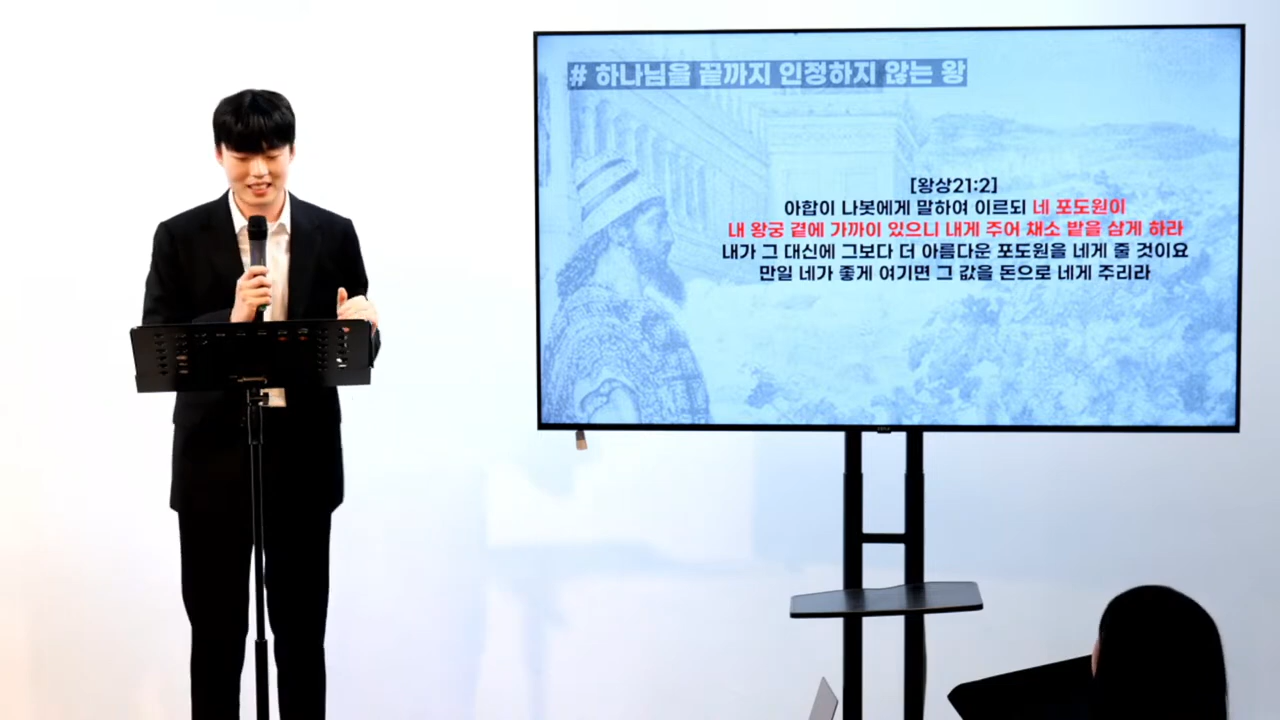 # 하나님을 끝까지 인정하지 않는 왕
[왕상21:2]
아합이 나봇에게 말하여 이르되 네 포도원이
내 왕궁 곁에 가까이 있으니 내게 주어 채소 밭을 삼게 하라
내가 그 대신에 그보다 더 아름다운 포도원을 네게 줄 것이요
만일 네가 좋게 여기면 그 값을 돈으로 네게 주리라